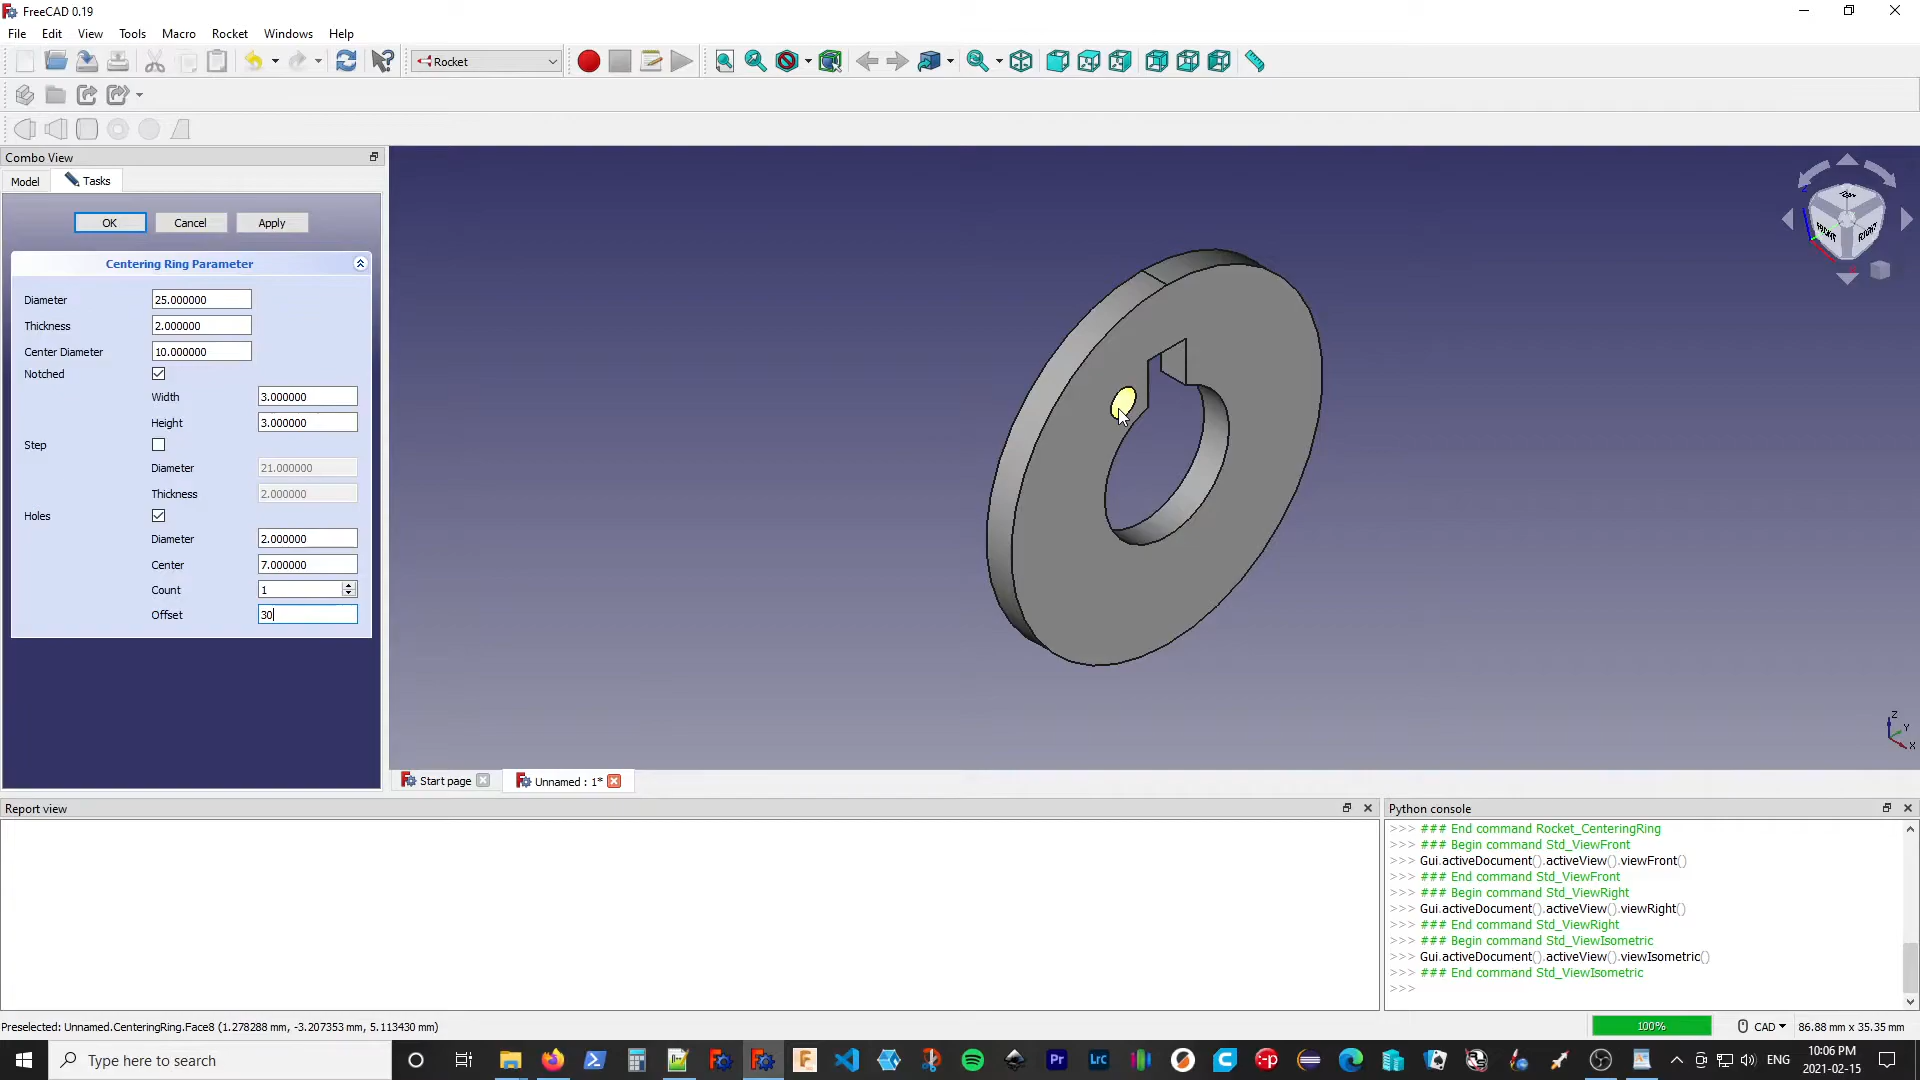 FreeCAD 0.19
File Edit View Tools Macro Rocket Windows Help
Rocket
Combo View
Model Tasks
OK Cancel Apply
Centering Ring Parameter
Diameter 25.000000
Thickness 2.000000
Center Diameter 10.000000
Notched
Width 3.000000
Height 3.000000
Step
Diameter 21.000000
Thickness 2.000000
Holes
Diameter 2.000000
Center 7.000000
Count 1
Offset 30
FRONT RIGHT
Z
Y
X
Start page Unnamed : 1*
Report view
Python console
>>> ### End command Rocket_CenteringRing
>>> ### Begin command Std_ViewFront
>>> Gui.activeDocument().activeView().viewFront()
>>> ### End command Std_ViewFront
>>> ### Begin command Std_ViewRight
>>> Gui.activeDocument().activeView().viewRight()
>>> ### End command Std_ViewRight
>>> ### Begin command Std_ViewIsometric
>>> Gui.activeDocument().activeView().viewIsometric()
>>> ### End command Std_ViewIsometric
>>>
Preselected: Unnamed.CenteringRing.Face8 (1.278288 mm, -3.207353 mm, 5.113430 mm)
100% CAD 86.88 mm x 35.35 mm
Type here to search
Pr Lrc
ENG
10:06 PM
2021-02-15